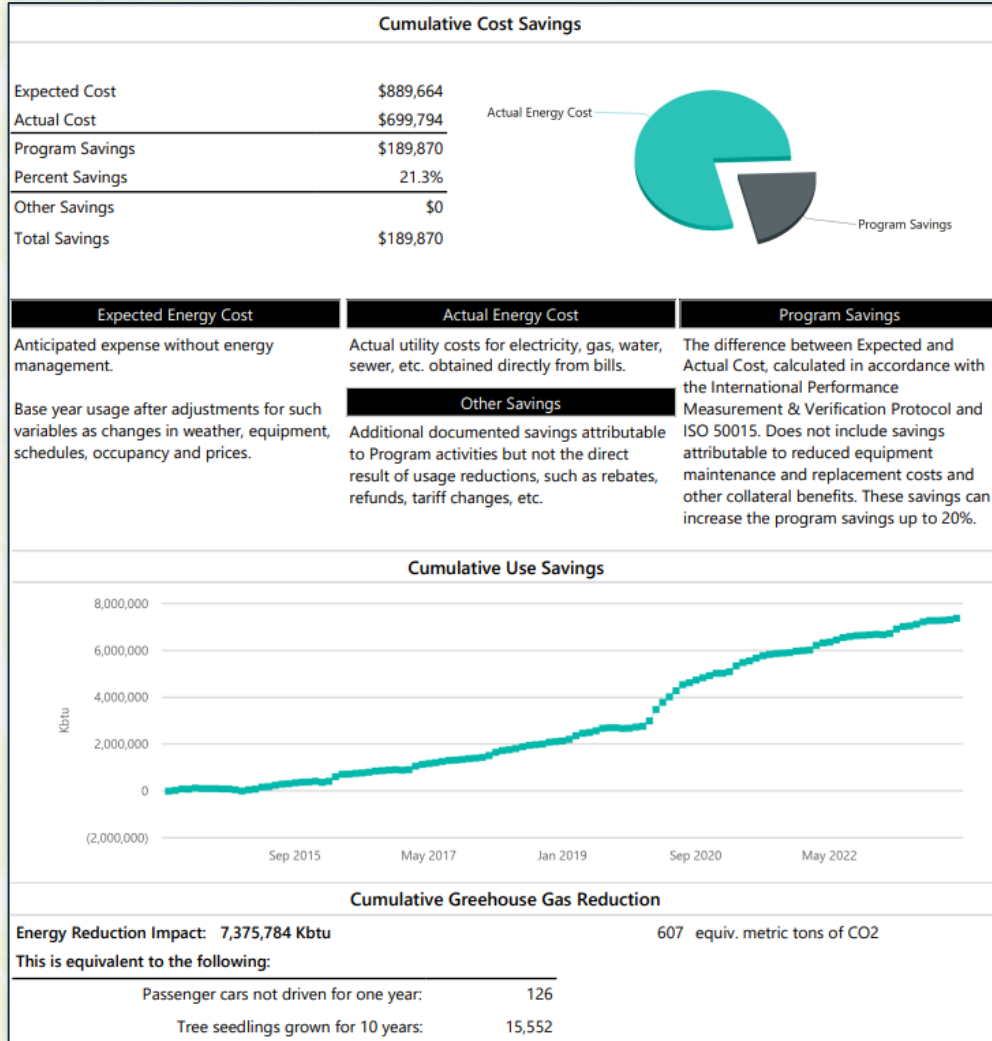 Cumulative Cost Savings
Expected Cost $889,664
Actual Cost $699,794
Program Savings $189,870
Percent Savings 21.3%
Other Savings $0
Total Savings $189,870
Actual Energy Cost
Program Savings
Expected Energy Cost
Anticipated expense without energy
management.
Base year usage after adjustments for such
variables as changes in weather, equipment,
schedules, occupancy and prices.
Actual Energy Cost
Actual utility costs for electricity, gas, water,
sewer, etc. obtained directly from bills.
Other Savings
Additional documented savings attributable
to Program activities but not the direct
result of usage reductions, such as rebates,
refunds, tariff changes, etc.
Program Savings
The difference between Expected and
Actual Cost, calculated in accordance with
the International Performance
Measurement & Verification Protocol and
ISO 50015. Does not include savings
attributable to reduced equipment
maintenance and replacement costs and
other collateral benefits. These savings can
increase the program savings up to 20%.
Cumulative Use Savings
Kbtu
8,000,000
6,000,000
4,000,000
2,000,000
0
(2,000,000)
Sep 2015 May 2017 Jan 2019 Sep 2020 May 2022
Cumulative Greehouse Gas Reduction
Energy Reduction Impact: 7,375,784 Kbtu 607 equiv. metric tons of CO2
This is equivalent to the following:
Passenger cars not driven for one year: 126
Tree seedlings grown for 10 years: 15,552